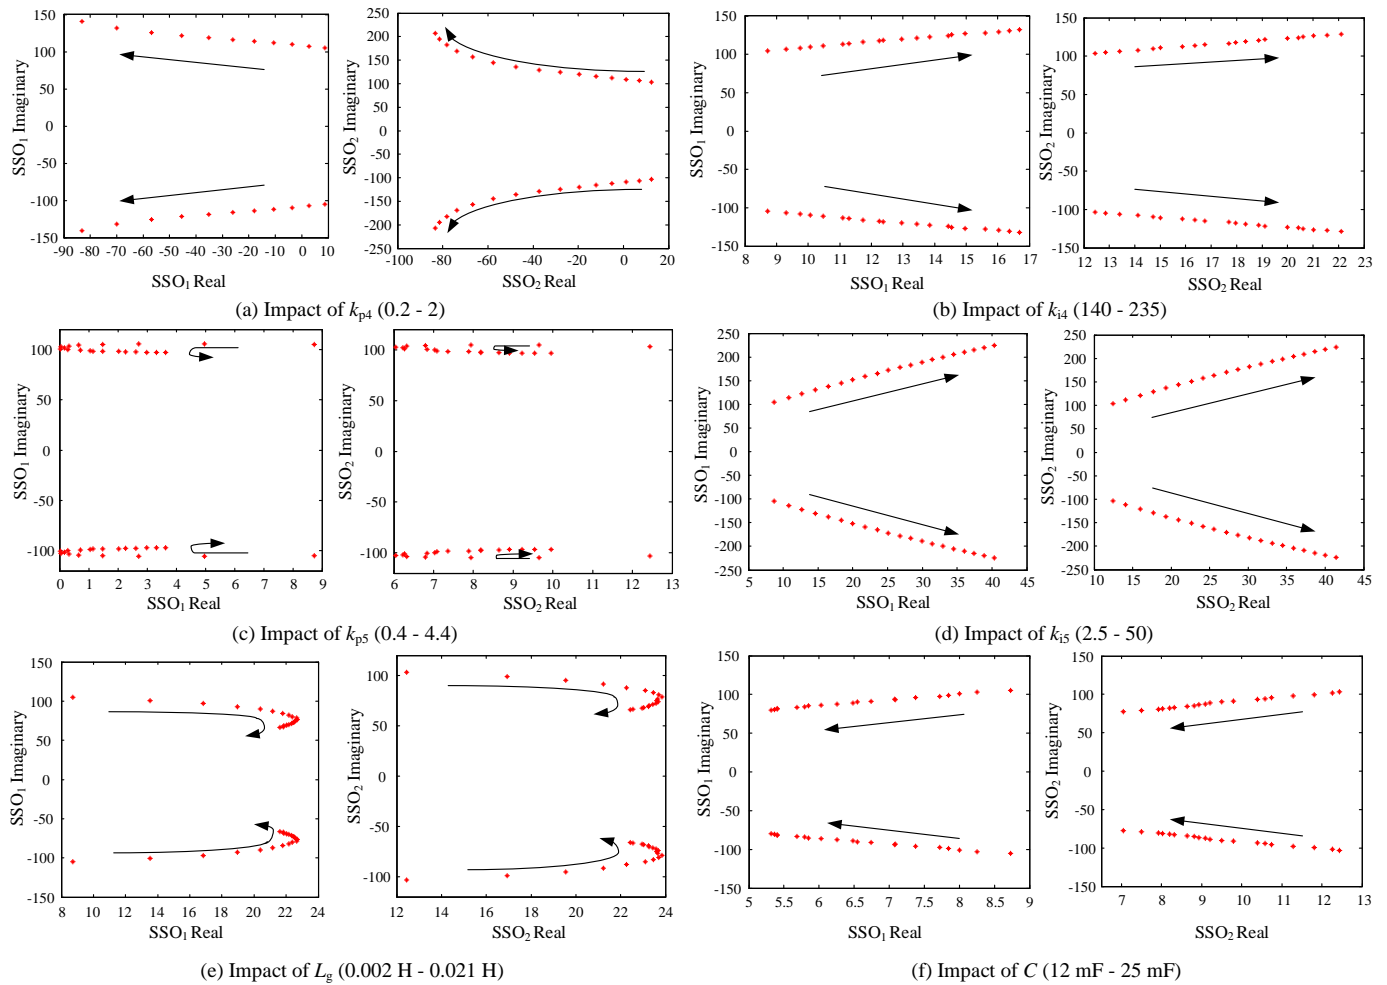 SSO1 Imaginary
150
100
50
0
-50
-100
-150
-90 -80 -70 -60 -50 -40 -30 -20 -10 0 10
SSO1 Real
SSO2 Imaginary
250
200
150
100
50
0
-50
-100
-150
-200
-250
-100 -80 -60 -40 -20 0 20
SSO2 Real
(a) Impact of kp4 (0.2 - 2)
SSO1 Imaginary
150
100
50
0
-50
-100
-150
8 9 10 11 12 13 14 15 16 17
SSO1 Real
SSO2 Imaginary
150
100
50
0
-50
-100
-150
12 13 14 15 16 17 18 19 20 21 22 23
SSO2 Real
(b) Impact of ki4 (140 - 235)
SSO1 Imaginary
100
50
0
-50
-100
0 1 2 3 4 5 6 7 8 9
SSO1 Real
SSO2 Imaginary
100
50
0
-50
-100
6 7 8 9 10 11 12 13
SSO2 Real
(c) Impact of kp5 (0.4 - 4.4)
SSO1 Imaginary
250
200
150
100
50
0
-50
-100
-150
-200
-250
5 10 15 20 25 30 35 40 45
SSO1 Real
SSO2 Imaginary
250
200
150
100
50
0
-50
-100
-150
-200
-250
10 15 20 25 30 35 40 45
SSO2 Real
(d) Impact of ki5 (2.5 - 50)
SSO1 Imaginary
150
100
50
0
-50
-100
-150
8 10 12 14 16 18 20 22 24
SSO1 Real
SSO2 Imaginary
100
50
0
-50
-100
12 14 16 18 20 22 24
SSO2 Real
(e) Impact of Lg (0.002 H - 0.021 H)
SSO1 Imaginary
150
100
50
0
-50
-100
-150
5 5.5 6 6.5 7 7.5 8 8.5 9
SSO1 Real
SSO2 Imaginary
150
100
50
0
-50
-100
-150
7 8 9 10 11 12 13
SSO2 Real
(f) Impact of C (12 mF - 25 mF)